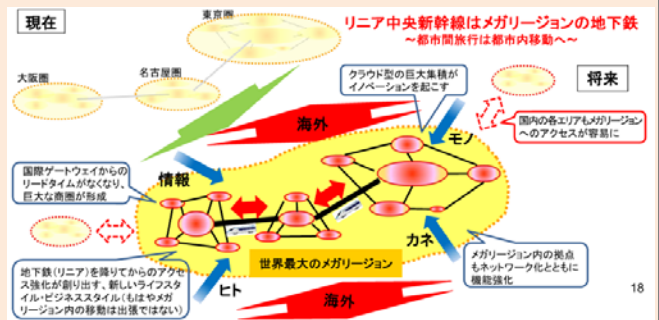 現在
東京圏
名古屋圏
大阪圏
リニア中央新幹線はメガリージョンの地下鉄
～都市間旅行は都市内移動へ～
クラウド型の巨大集積が
イノベーションを起こす
将来
海外
モノ
国内の各エリアもメガリージョン
へのアクセスが容易に
国際ゲートウェイからの
リードタイムがなくなり、
巨大な商圏が形成
情報
カネ
地下鉄（リニア）を降りてからのアクセ
ス強化が創り出す、新しいライフス
タイル・ビジネススタイル（もはやメガ
リージョン内の移動は出張ではない）
ヒト
世界最大のメガリージョン
メガリージョン内の拠点
もネットワーク化とともに
機能強化
海外
18